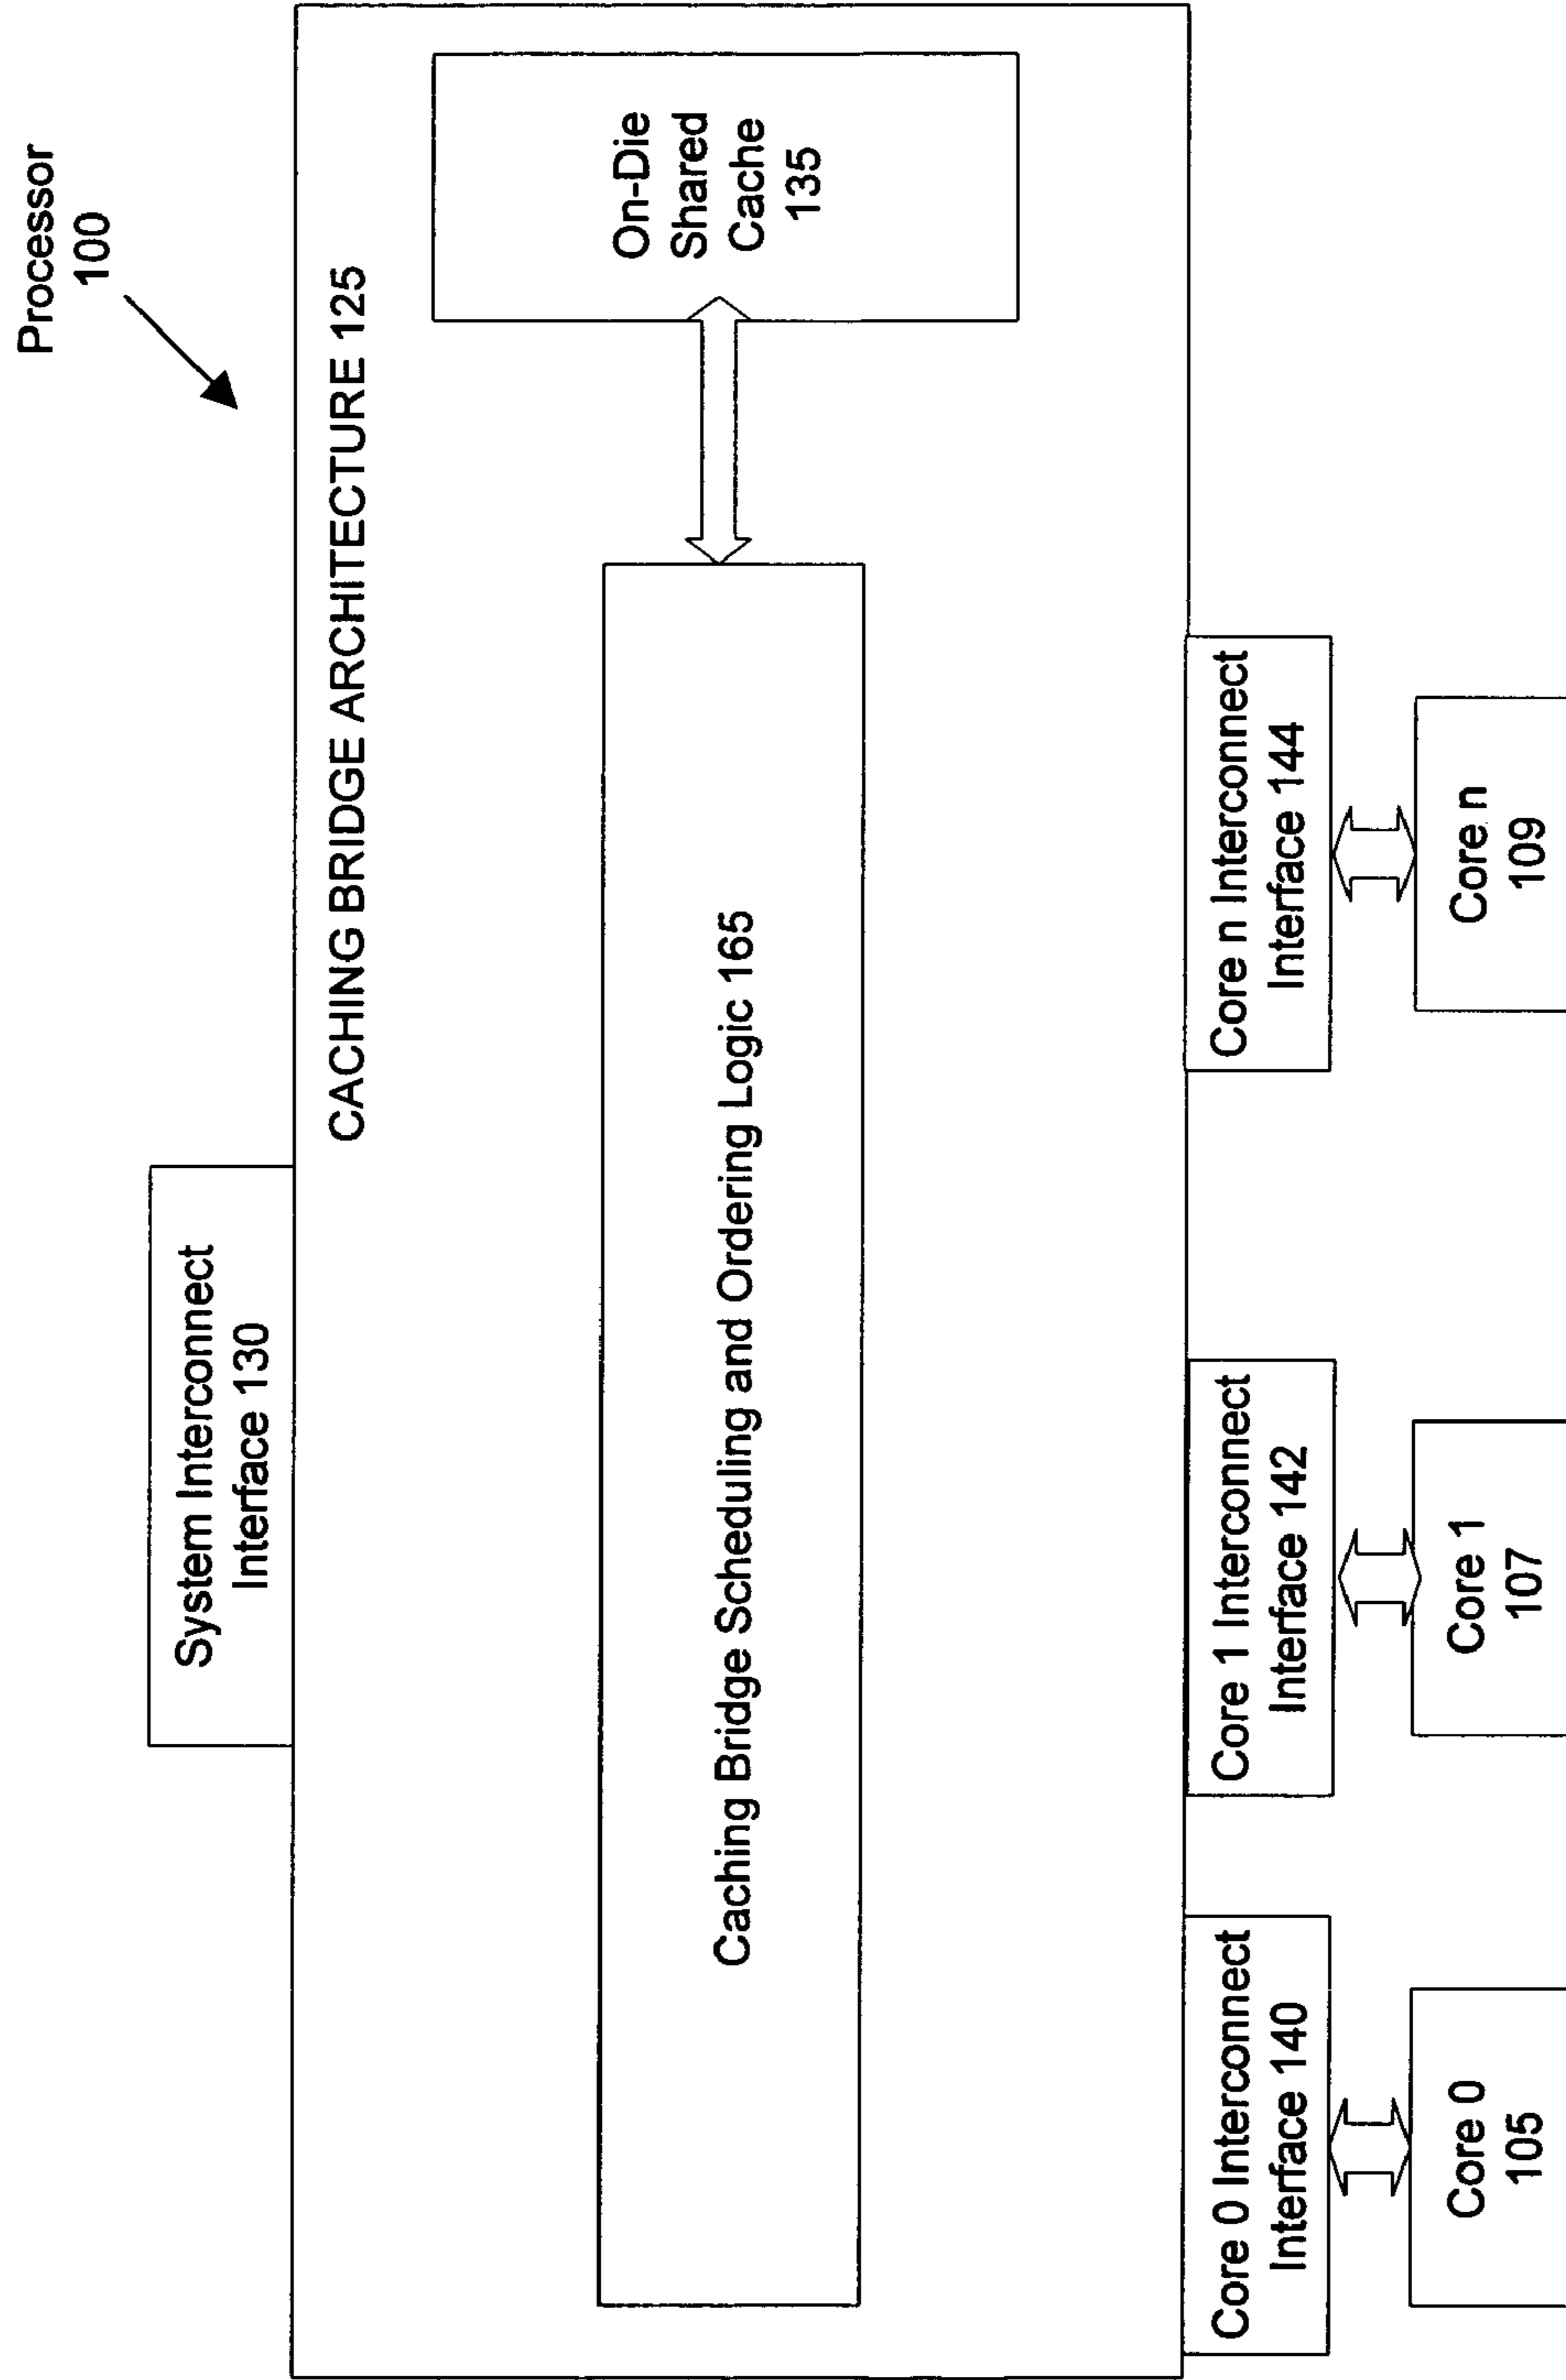 Processor
100
System Interconnect
Interface 130
CACHING BRIDGE ARCHITECTURE 125
Caching Bridge Scheduling and Ordering Logic 165
On-Die
Shared
Cache
135
Core 0 Interconnect
Interface 140
Core 1 Interconnect
Interface 142
Core n Interconnect
Interface 144
Core 0
105
Core 1
107
Core n
109